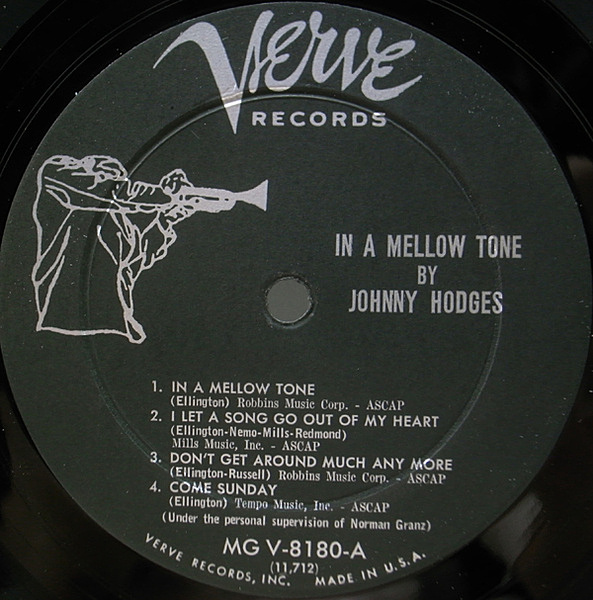 Verve
RECORDS
IN A MELLOW TONE
BY
JOHNNY HODGES
1. IN A MELLOW TONE
(Ellington) Robbins Music Corp. - ASCAP
2. I LET A SONG GO OUT OF MY HEART
(Ellington-Nemo-Mills-Redmond)
Mills Music, Inc. - ASCAP
3. DON'T GET AROUND MUCH ANY MORE
(Ellington-Russell) Robbins Music Corp. - ASCAP
4. COME SUNDAY
(Ellington) Tempo Music, Inc. - ASCAP
(Under the personal supervision of Norman Granz)
MG V-8180-A
(11,712)
VERVE RECORDS, INC. MADE IN U.S.A.